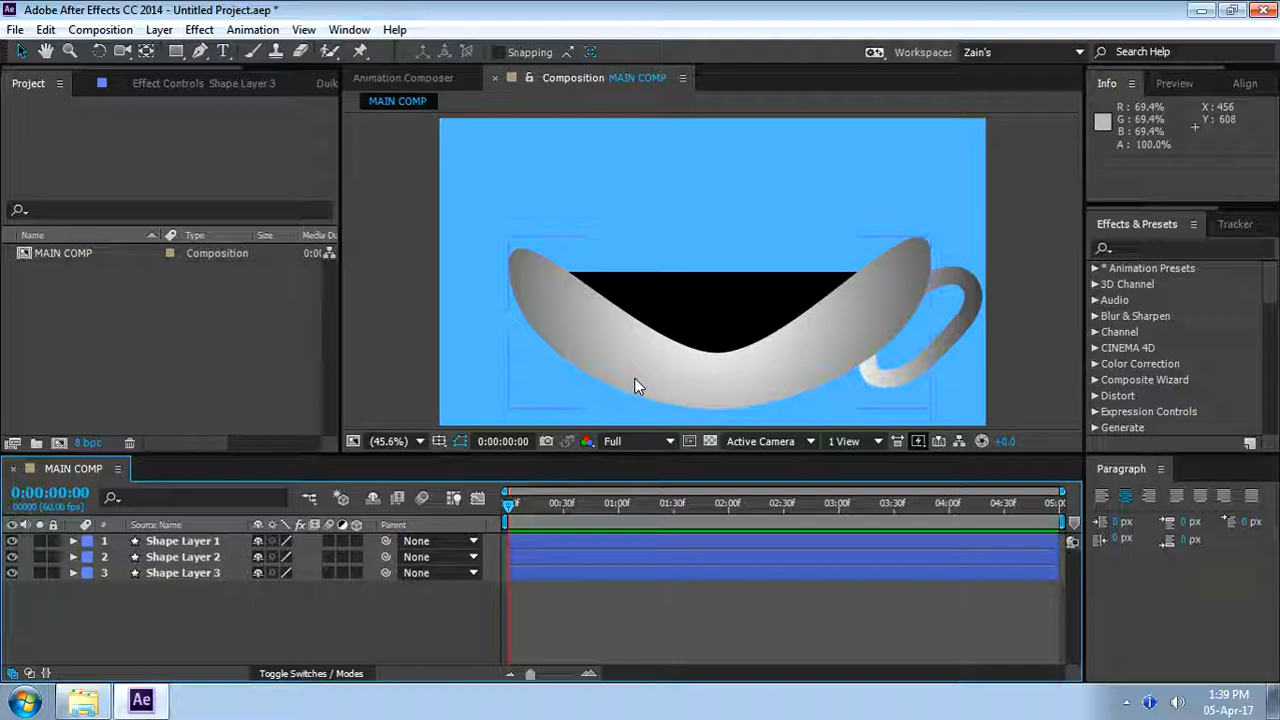 Adobe After Effects CC 2014 - Untitled Project.aep *
File Edit Composition Layer Effect Animation View Window Help
Snapping Workspace: Zain's Search Help
Project Effect Controls Shape Layer 3 Duik
Animation Composer Composition MAIN COMP
Info Preview Align
MAIN COMP
R : 69.4%
G : 69.4%
B : 69.4%
A : 100.0%
X : 456
Y : 608
Name Type Size Media Du
MAIN COMP Composition 0:00
Effects & Presets Tracker
* Animation Presets
3D Channel
Audio
Blur & Sharpen
Channel
CINEMA 4D
Color Correction
Composite Wizard
Distort
Expression Controls
Generate
8 bpc
(45.6%) 0:00:00:00 Full Active Camera 1 View +0.0
MAIN COMP
0:00:00:00
00000 (60.00 fps)
00:30f 01:00f 01:30f 02:00f 02:30f 03:00f 03:30f 04:00f 04:30f 05:00
# Source Name Parent
1 Shape Layer 1 None
2 Shape Layer 2 None
3 Shape Layer 3 None
Toggle Switches / Modes
Paragraph
0 px 0 px 0 px
0 px 0 px
Ae
1:39 PM
05-Apr-17